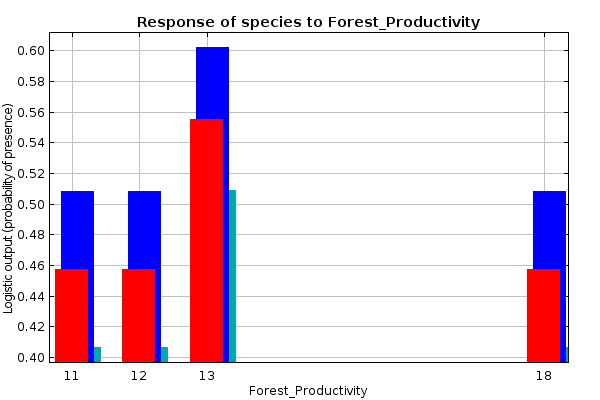 Response of species to Forest_Productivity
Logistic output (probability of presence)
0.60
0.58
0.56
0.54
0.52
0.50
0.48
0.46
0.44
0.42
0.40
11 12 13 18
Forest_Productivity